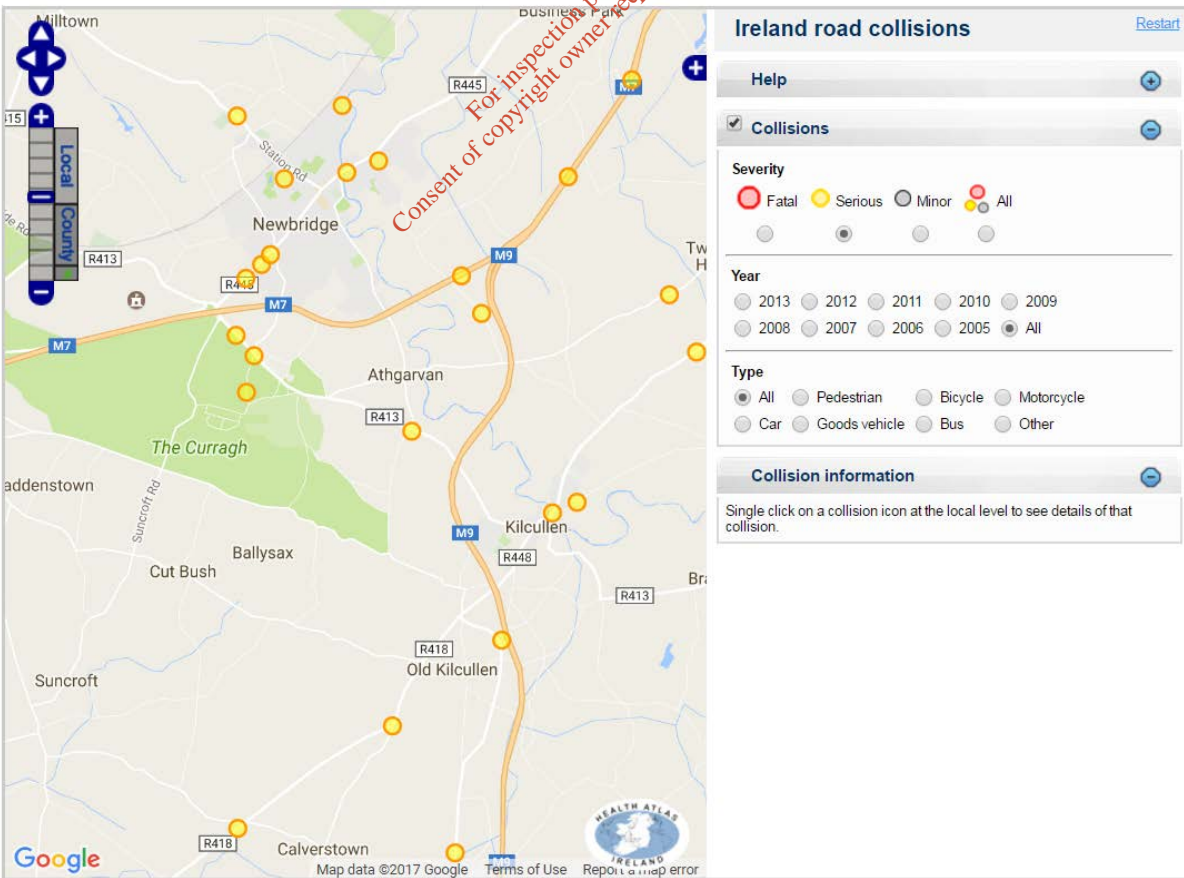 Milltown
Business Park
For inspection p
Consent of copyright owner req
R445
M7
Station Rd
Local
County
Newbridge
R413
M9
R445
M7
M7
Athgarvan
R413
The Curragh
addenstown
Suncroft Rd
Kilcullen
M9
Ballysax
R448
Cut Bush
Bra
R413
R418
Old Kilcullen
Suncroft
HEALTH ATLAS
IRELAND
R418
Calverstown
M9
Google
Map data ©2017 Google Terms of Use Report a map error
Ireland road collisions
Restart
Help
Collisions
Severity
Fatal Serious Minor All
Year
2013 2012 2011 2010 2009
2008 2007 2006 2005 All
Type
All Pedestrian Bicycle Motorcycle
Car Goods vehicle Bus Other
Collision information
Single click on a collision icon at the local level to see details of that
collision.